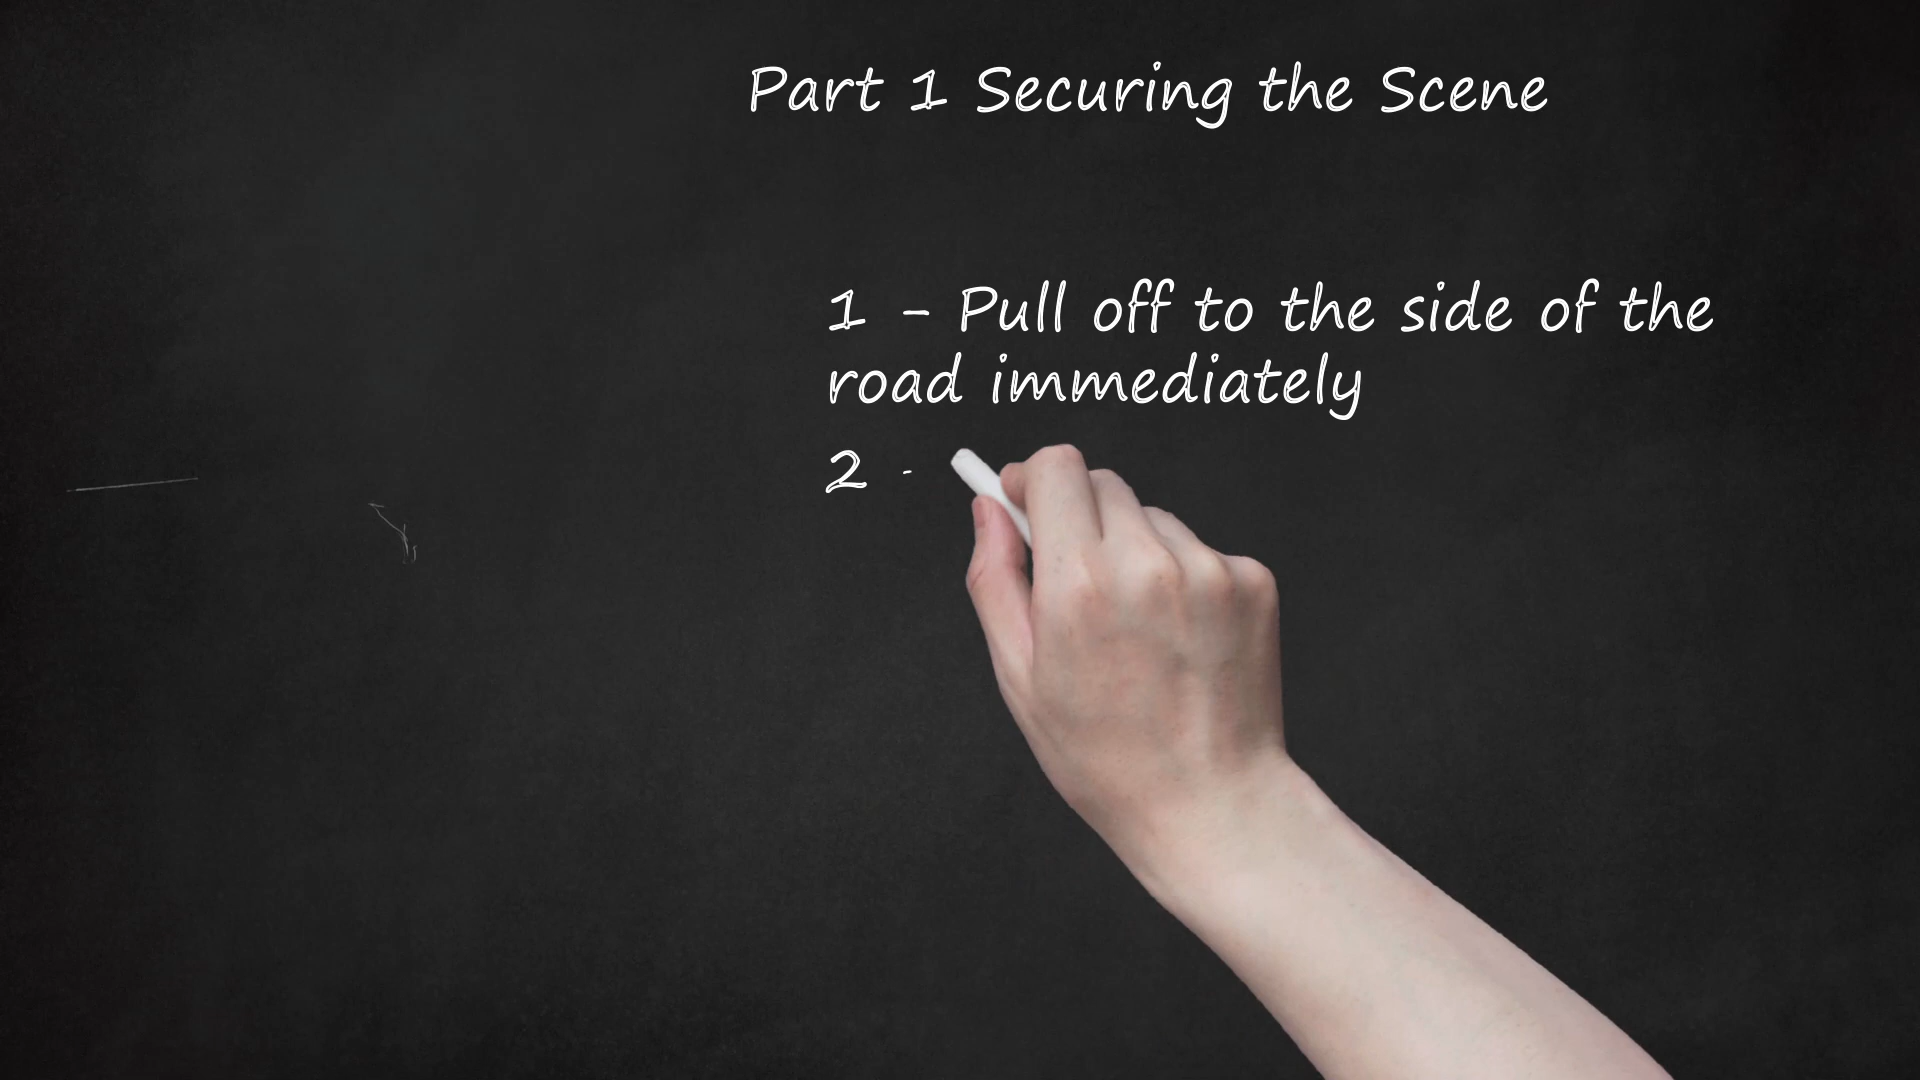 Part 1 Securing the Scene
1 - Pull off to the side of the
road immediately
2 -